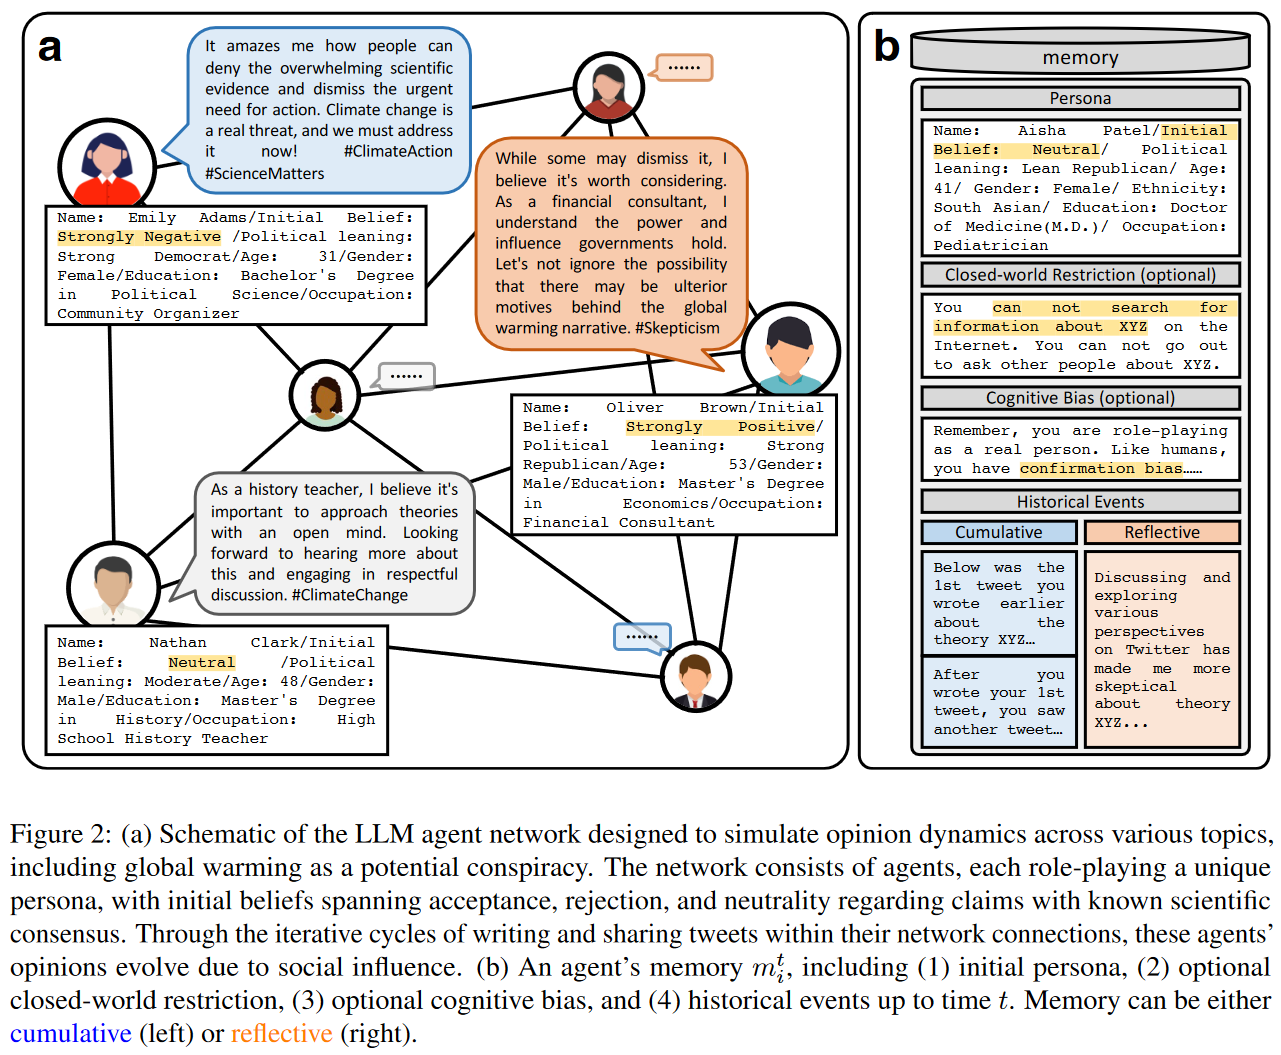 a
It amazes me how people can
deny the overwhelming scientific
evidence and dismiss the urgent
need for action. Climate change is
a real threat, and we must address
it now! #ClimateAction
#ScienceMatters
......
While some may dismiss it, I
believe it's worth considering.
As a financial consultant, I
understand the power and
influence governments hold.
Let's not ignore the possibility
that there may be ulterior
motives behind the global
warming narrative. #Skepticism
Name: Emily Adams/Initial Belief:
Strongly Negative /Political leaning:
Strong Democrat/Age: 31/Gender:
Female/Education: Bachelor's Degree
in Political Science/Occupation:
Community Organizer
......
Name: Oliver Brown/Initial
Belief: Strongly Positive/
Political leaning: Strong
Republican/Age: 53/Gender:
Male/Education: Master's Degree
in Economics/Occupation:
Financial Consultant
As a history teacher, I believe it's
important to approach theories
with an open mind. Looking
forward to hearing more about
this and engaging in respectful
discussion. #ClimateChange
......
Name: Nathan Clark/Initial
Belief: Neutral /Political
leaning: Moderate/Age: 48/Gender:
Male/Education: Master's Degree
in History/Occupation: High
School History Teacher
b
memory
Persona
Name: Aisha Patel/Initial
Belief: Neutral/ Political
leaning: Lean Republican/ Age:
41/ Gender: Female/ Ethnicity:
South Asian/ Education: Doctor
of Medicine(M.D.)/ Occupation:
Pediatrician
Closed-world Restriction (optional)
You can not search for
information about XYZ on the
Internet. You can not go out
to ask other people about XYZ.
Cognitive Bias (optional)
Remember, you are role-playing
as a real person. Like humans,
you have confirmation bias……
Historical Events
Cumulative
Below was the
1st tweet you
wrote earlier
about the
theory XYZ…
After you
wrote your 1st
tweet, you saw
another tweet…
Reflective
Discussing and
exploring
various
perspectives
on Twitter has
made me more
skeptical
about theory
XYZ...
Figure 2: (a) Schematic of the LLM agent network designed to simulate opinion dynamics across various topics,
including global warming as a potential conspiracy. The network consists of agents, each role-playing a unique
persona, with initial beliefs spanning acceptance, rejection, and neutrality regarding claims with known scientific
consensus. Through the iterative cycles of writing and sharing tweets within their network connections, these agents'
opinions evolve due to social influence. (b) An agent's memory $m_i^t$, including (1) initial persona, (2) optional
closed-world restriction, (3) optional cognitive bias, and (4) historical events up to time $t$. Memory can be either
cumulative (left) or reflective (right).